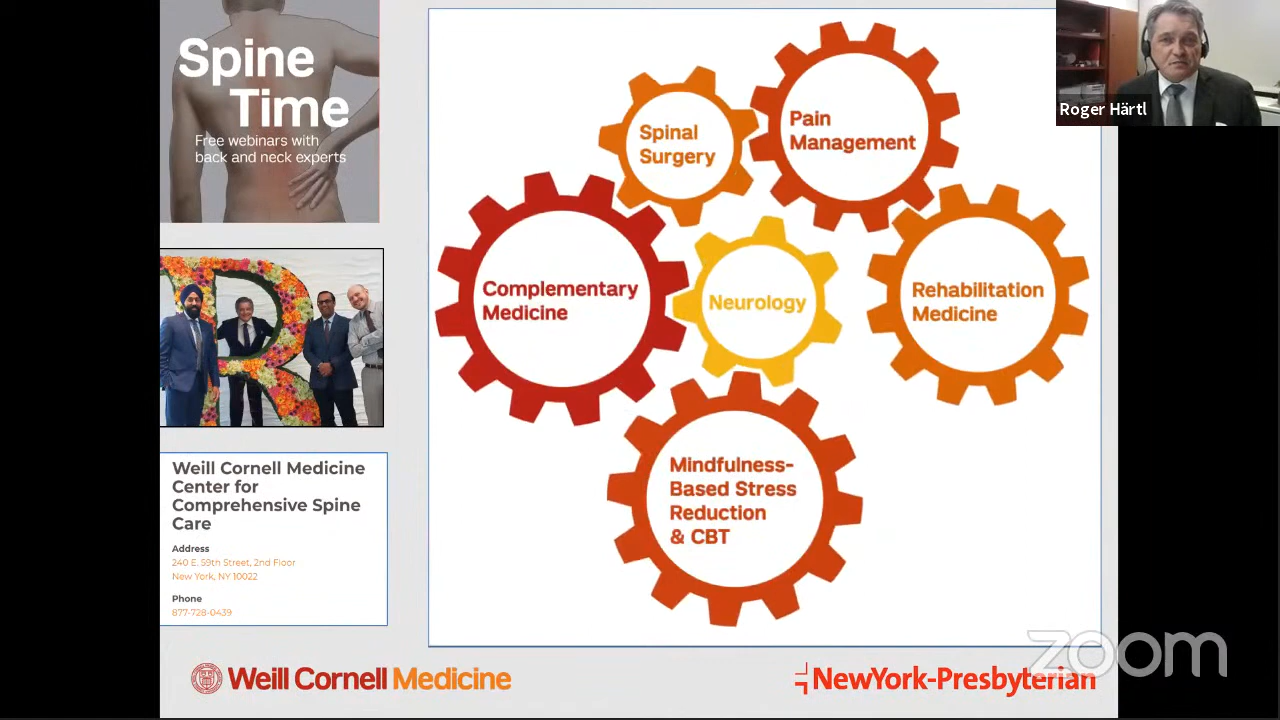 Spine
Time
Free webinars with
back and neck experts
Weill Cornell Medicine
Center for
Comprehensive Spine
Care
Address
240 E. 59th Street, 2nd Floor
New York, NY 10022
Phone
877-728-0439
Spinal
Surgery
Pain
Management
Complementary
Medicine
Neurology
Rehabilitation
Medicine
Mindfulness-
Based Stress
Reduction
& CBT
Roger Härtl
Weill Cornell Medicine
NewYork-Presbyterian
zoom